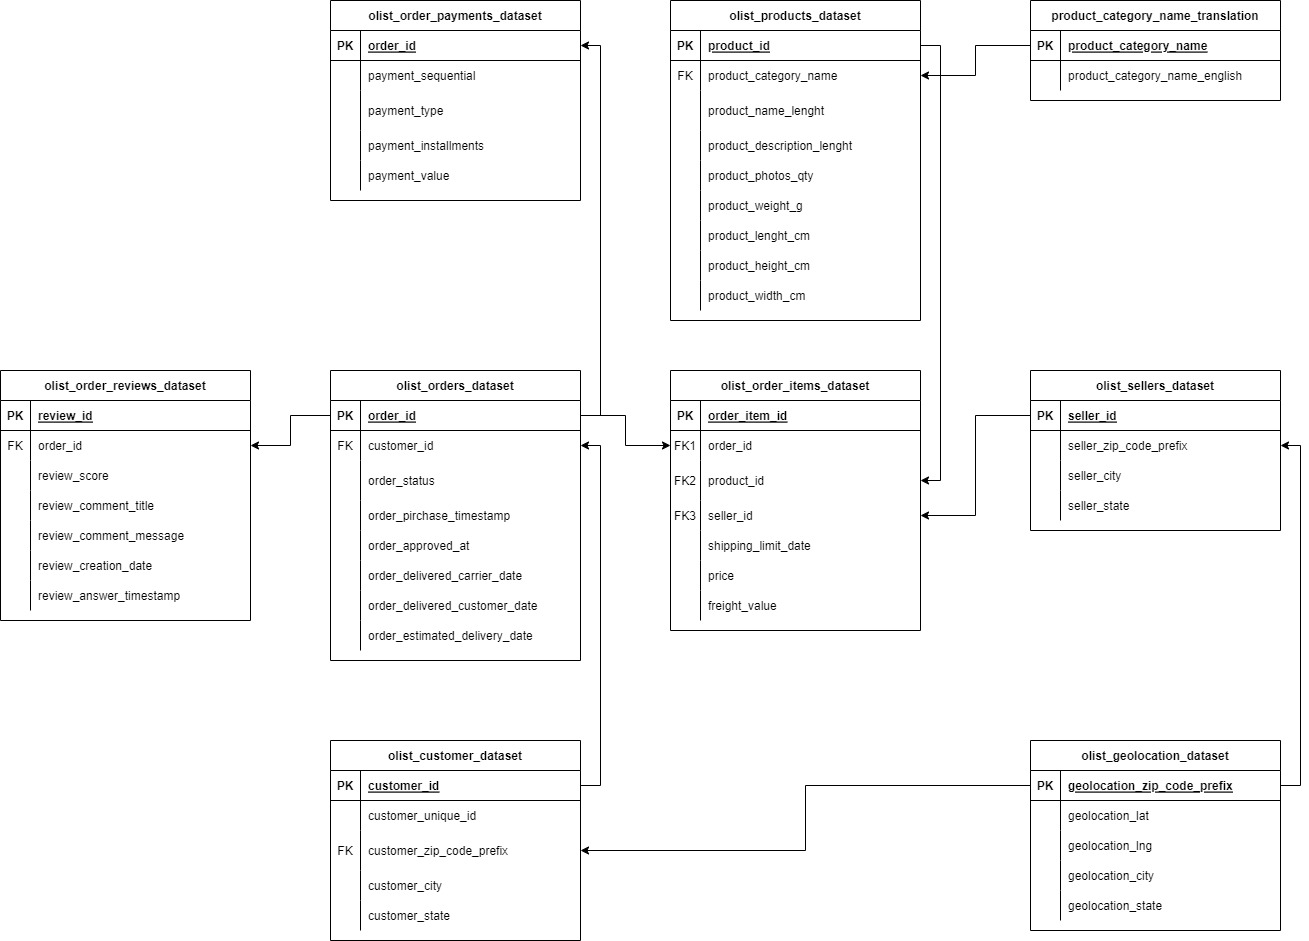 olist_order_payments_dataset
PK order_id
payment_sequential
payment_type
payment_installments
payment_value
olist_products_dataset
PK product_id
FK product_category_name
product_name_lenght
product_description_lenght
product_photos_qty
product_weight_g
product_lenght_cm
product_height_cm
product_width_cm
product_category_name_translation
PK product_category_name
product_category_name_english
olist_order_reviews_dataset
PK review_id
FK order_id
review_score
review_comment_title
review_comment_message
review_creation_date
review_answer_timestamp
olist_orders_dataset
PK order_id
FK customer_id
order_status
order_pirchase_timestamp
order_approved_at
order_delivered_carrier_date
order_delivered_customer_date
order_estimated_delivery_date
olist_order_items_dataset
PK order_item_id
FK1 order_id
FK2 product_id
FK3 seller_id
shipping_limit_date
price
freight_value
olist_sellers_dataset
PK seller_id
seller_zip_code_prefix
seller_city
seller_state
olist_customer_dataset
PK customer_id
customer_unique_id
FK customer_zip_code_prefix
customer_city
customer_state
olist_geolocation_dataset
PK geolocation_zip_code_prefix
geolocation_lat
geolocation_lng
geolocation_city
geolocation_state